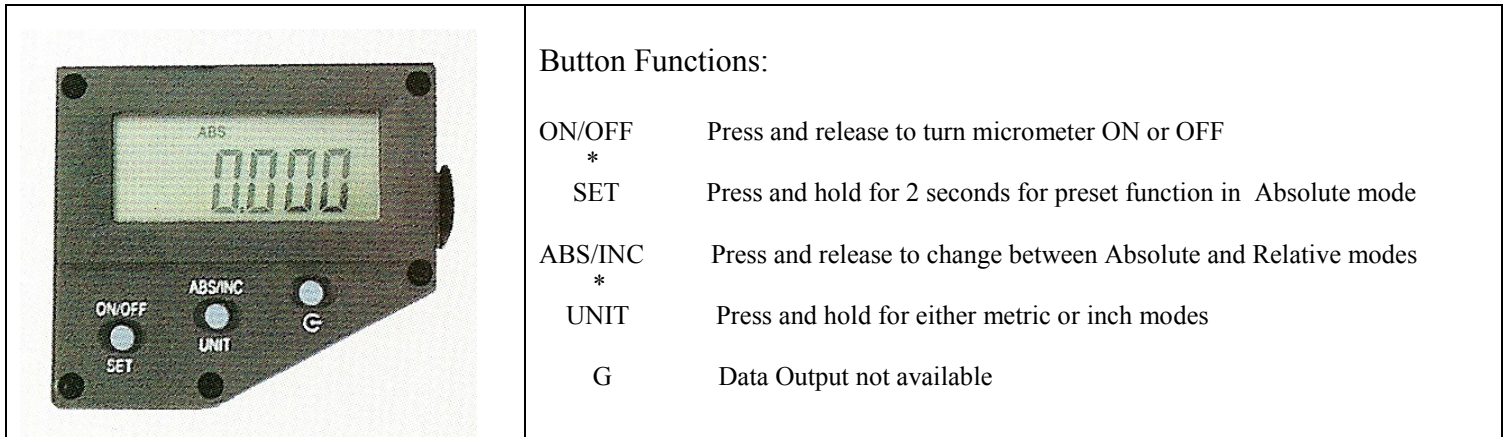 ABS
0.000
ABS/INC
ON/OFF
G
UNIT
SET
Button Functions:
ON/OFF Press and release to turn micrometer ON or OFF
*
SET Press and hold for 2 seconds for preset function in Absolute mode
ABS/INC Press and release to change between Absolute and Relative modes
*
UNIT Press and hold for either metric or inch modes
G Data Output not available